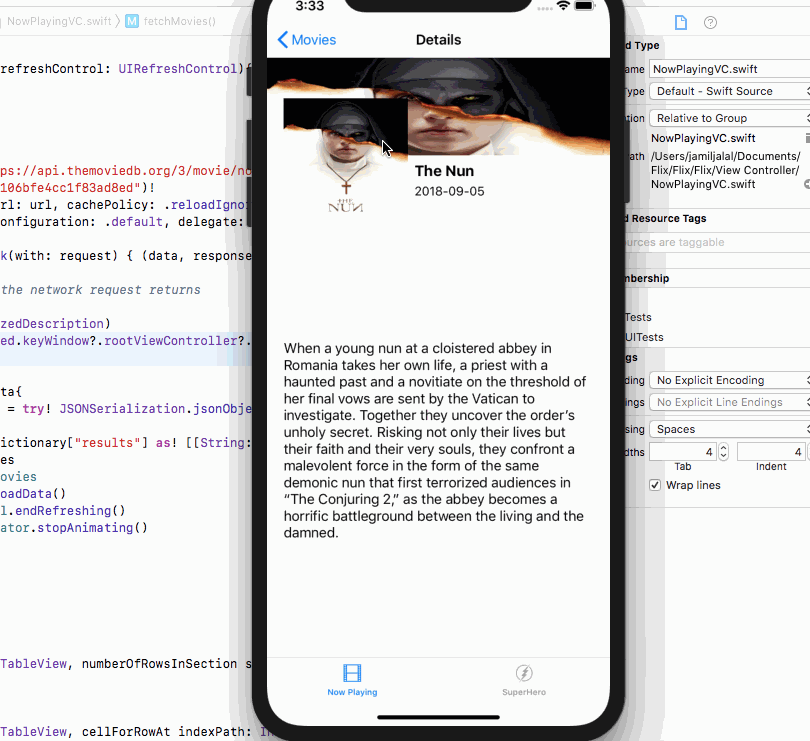 NowPlayingVC.swift
M
fetchMovies()
refreshControl: UIRefreshControl){
ps://api.themoviedb.org/3/movie/no
106bfe4cc1f83ad8ed")!
rl: url, cachePolicy: .reloadIgnor
onfiguration: .default, delegate:
k(with: request) { (data, response
the network request returns
zedDescription)
ed.keyWindow?.rootViewController?.
ta{
= try! JSONSerialization.jsonObje
ictionary["results"] as! [[String:
es
ovies
oadData()
l.endRefreshing()
ator.stopAnimating()
TableView, numberOfRowsInSection s
TableView, cellForRowAt indexPath: I
3:33
Movies
Details
THE
NUN
The Nun
2018-09-05
When a young nun at a cloistered abbey in
Romania takes her own life, a priest with a
haunted past and a novitiate on the threshold of
her final vows are sent by the Vatican to
investigate. Together they uncover the order’s
unholy secret. Risking not only their lives but
their faith and their very souls, they confront a
malevolent force in the form of the same
demonic nun that first terrorized audiences in
“The Conjuring 2,” as the abbey becomes a
horrific battleground between the living and the
damned.
Now Playing
SuperHero
d Type
ame NowPlayingVC.swift
Type Default - Swift Source
tion Relative to Group
NowPlayingVC.swift
ath /Users/jamiljalal/Documents/
Flix/Flix/Flix/View Controller/
NowPlayingVC.swift
d Resource Tags
urces are taggable
mbership
Tests
UITests
gs
ding No Explicit Encoding
ings No Explicit Line Endings
sing Spaces
dths 4 4
Tab Indent
Wrap lines